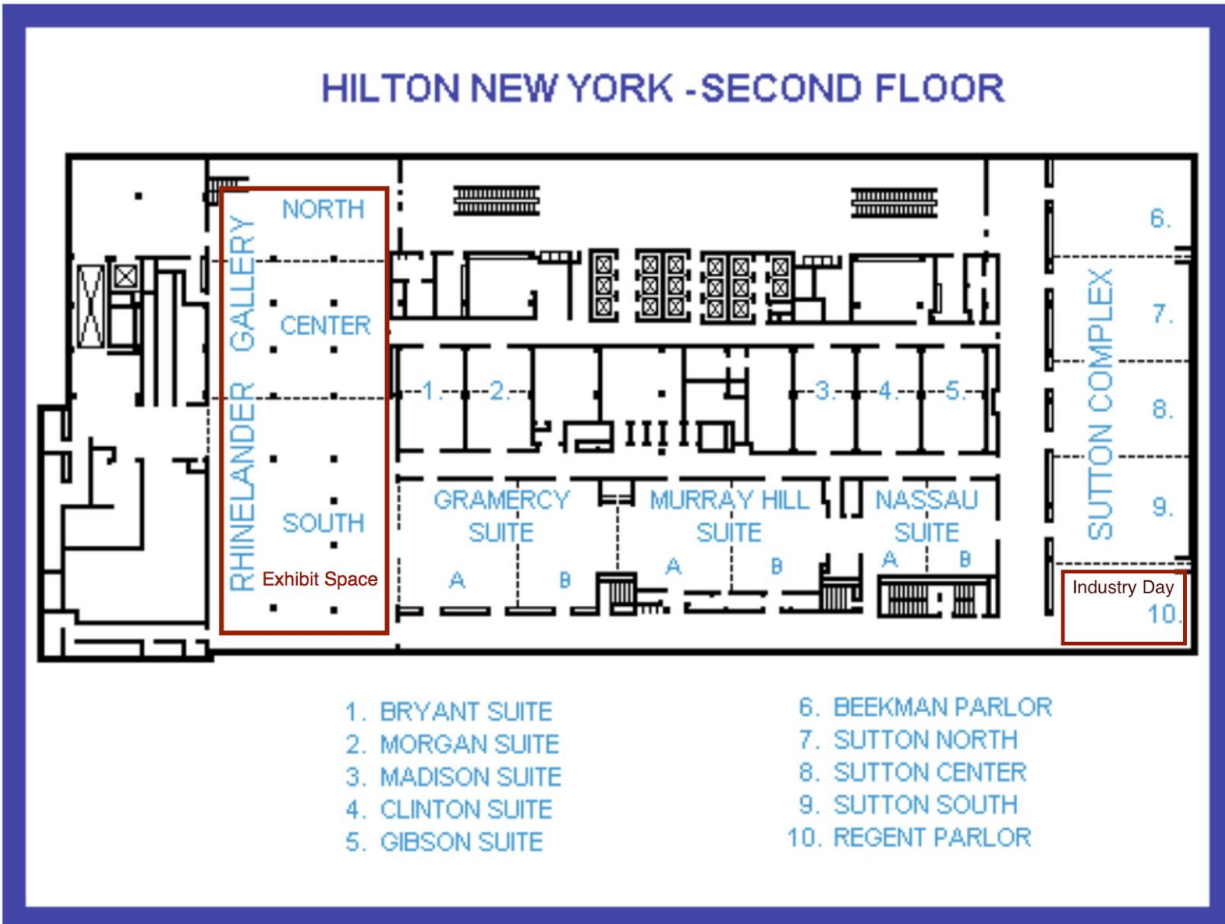 HILTON NEW YORK - SECOND FLOOR
RHINELANDER GALLERY
NORTH
CENTER
SOUTH
Exhibit Space
1.
2.
3.
4.
5.
GRAMERCY
SUITE
A
B
MURRAY HILL
SUITE
A
B
NASSAU
SUITE
A
B
SUTTON COMPLEX
6.
7.
8.
9.
Industry Day
10.
1. BRYANT SUITE
2. MORGAN SUITE
3. MADISON SUITE
4. CLINTON SUITE
5. GIBSON SUITE
6. BEEKMAN PARLOR
7. SUTTON NORTH
8. SUTTON CENTER
9. SUTTON SOUTH
10. REGENT PARLOR